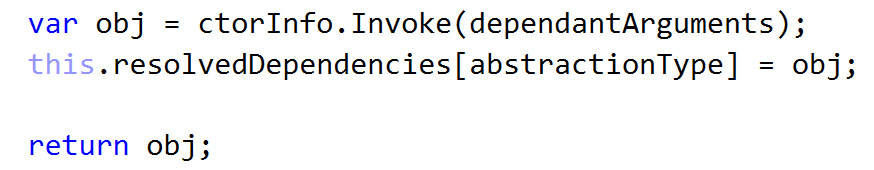 var obj = ctorInfo.Invoke(dependantArguments);
this.resolvedDependencies[abstractionType] = obj;
return obj;